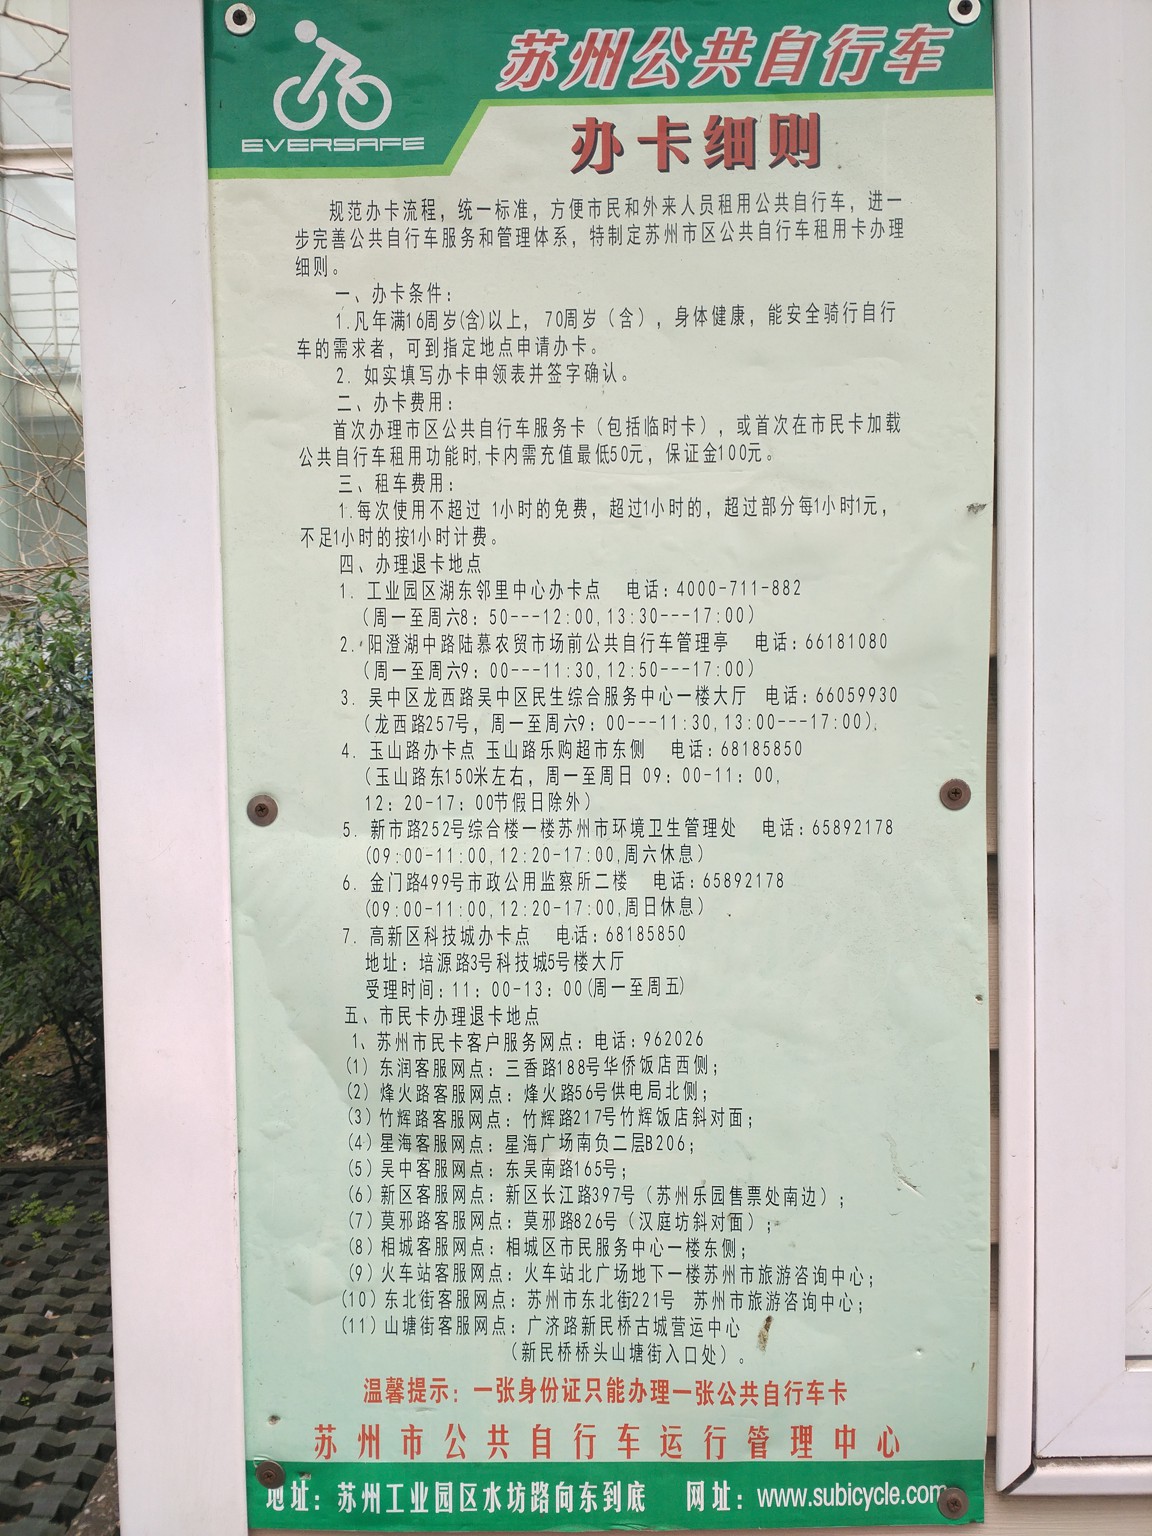 EVERSAFE
苏州公共自行车
办卡细则
规范办卡流程，统一标准，方便市民和外来人员租用公共自行车，进一
步完善公共自行车服务和管理体系，特制定苏州市区公共自行车租用卡办理
细则。
一、办卡条件：
1.凡年满16周岁(含)以上，70周岁（含），身体健康，能安全骑行自行
车的需求者，可到指定地点申请办卡。
2. 如实填写办卡申领表并签字确认。
二、办卡费用：
首次办理市区公共自行车服务卡（包括临时卡），或首次在市民卡加载
公共自行车租用功能时,卡内需充值最低50元，保证金100元。
三、租车费用：
1.每次使用不超过 1小时的免费，超过1小时的，超过部分每1小时1元，
不足1小时的按1小时计费。
四、办理退卡地点
1. 工业园区湖东邻里中心办卡点 电话：4000-711-882
（周一至周六8：50---12:00,13:30---17:00）
2. 阳澄湖中路陆慕农贸市场前公共自行车管理亭 电话：66181080
（周一至周六9：00---11:30,12:50---17:00）
3. 吴中区龙西路吴中区民生综合服务中心一楼大厅 电话：66059930
（龙西路257号，周一至周六9：00---11:30,13:00---17:00).
4. 玉山路办卡点 玉山路乐购超市东侧 电话：68185850
（玉山路东150米左右，周一至周日 09：00-11：00,
12：20-17：00节假日除外）
5. 新市路252号综合楼一楼苏州市环境卫生管理处 电话：65892178
(09:00-11:00,12:20-17:00,周六休息）
6. 金门路499号市政公用监察所二楼 电话：65892178
(09:00-11:00,12:20-17:00,周日休息）
7. 高新区科技城办卡点 电话：68185850
地址：培源路3号科技城5号楼大厅
受理时间：11：00-13：00(周一至周五)
五、市民卡办理退卡地点
1、苏州市民卡客户服务网点：电话：962026
(1) 东润客服网点：三香路188号华侨饭店西侧；
(2) 烽火路客服网点：烽火路56号供电局北侧；
(3) 竹辉路客服网点：竹辉路217号竹辉饭店斜对面；
(4) 星海客服网点：星海广场南负二层B206；
(5) 吴中客服网点：东吴南路165号；
(6) 新区客服网点：新区长江路397号（苏州乐园售票处南边）；
(7) 莫邪路客服网点：莫邪路826号（汉庭坊斜对面）；
(8) 相城客服网点：相城区市民服务中心一楼东侧；
(9) 火车站客服网点：火车站北广场地下一楼苏州市旅游咨询中心；
(10) 东北街客服网点：苏州市东北街221号 苏州市旅游咨询中心；
(11) 山塘街客服网点：广济路新民桥古城营运中心
（新民桥桥头山塘街入口处）。
温馨提示：一张身份证只能办理一张公共自行车卡
苏州市公共自行车运行管理中心
地址：苏州工业园区水坊路向东到底 网址：www.subicycle.com